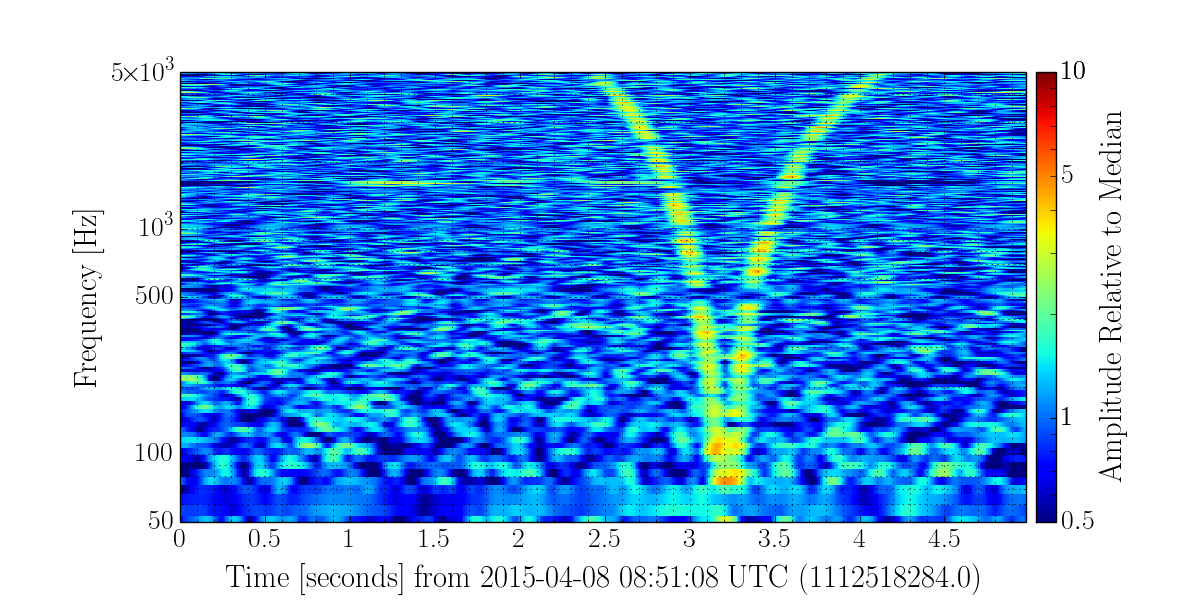 5×10³
10³
500
100
50
Frequency [Hz]
0 0.5 1 1.5 2 2.5 3 3.5 4 4.5
Time [seconds] from 2015-04-08 08:51:08 UTC (1112518284.0)
10
5
1
0.5
Amplitude Relative to Median